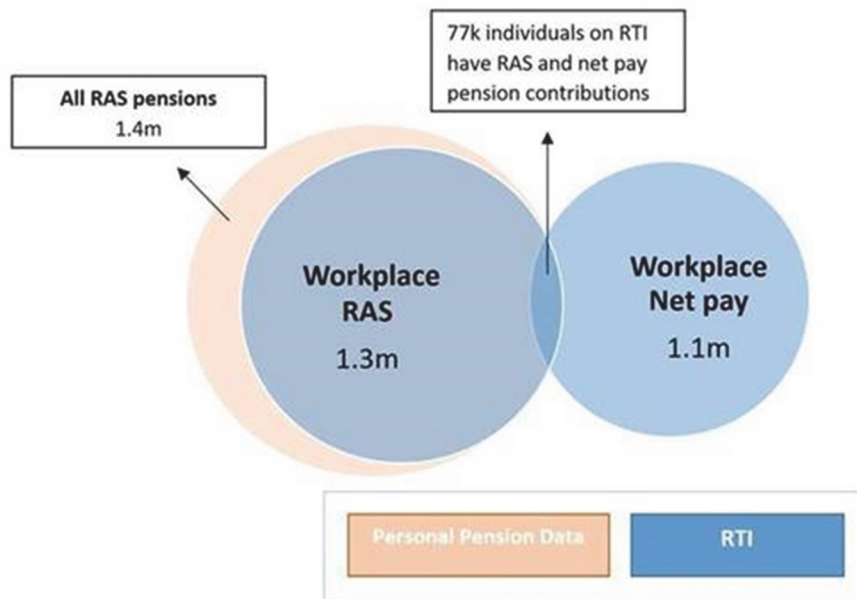 77k individuals on RTI
have RAS and net pay
pension contributions
All RAS pensions
1.4m
Workplace
RAS
1.3m
Workplace
Net pay
1.1m
Personal Pension Data
RTI